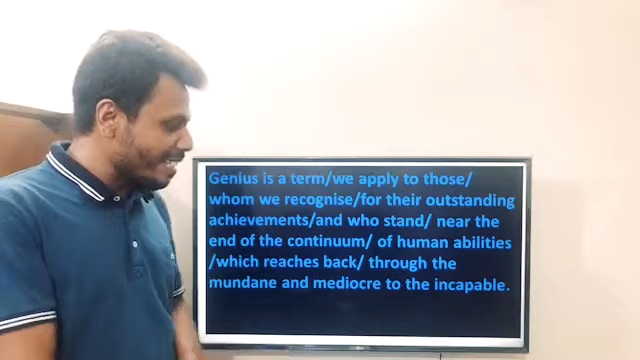 Genius is a term/we apply to those/
whom we recognise/for their outstanding
achievements/and who stand/ near the
end of the continuum/ of human abilities
/which reaches back/ through the
mundane and mediocre to the incapable.